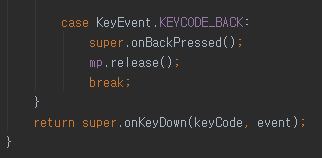 case KeyEvent.KEYCODE_BACK:
super.onBackPressed();
mp.release();
break;
}
return super.onKeyDown(keyCode, event);
}